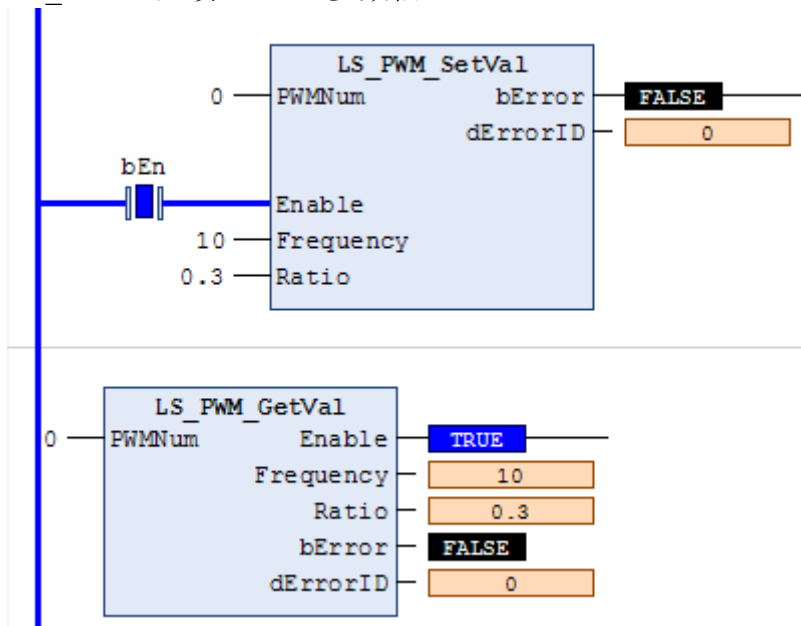 LS_PWM_SetVal
0 PWMNum bError FALSE
dErrorID 0
bEn
Enable
10 Frequency
0.3 Ratio
LS_PWM_GetVal
0 PWMNum Enable TRUE
Frequency 10
Ratio 0.3
bError FALSE
dErrorID 0